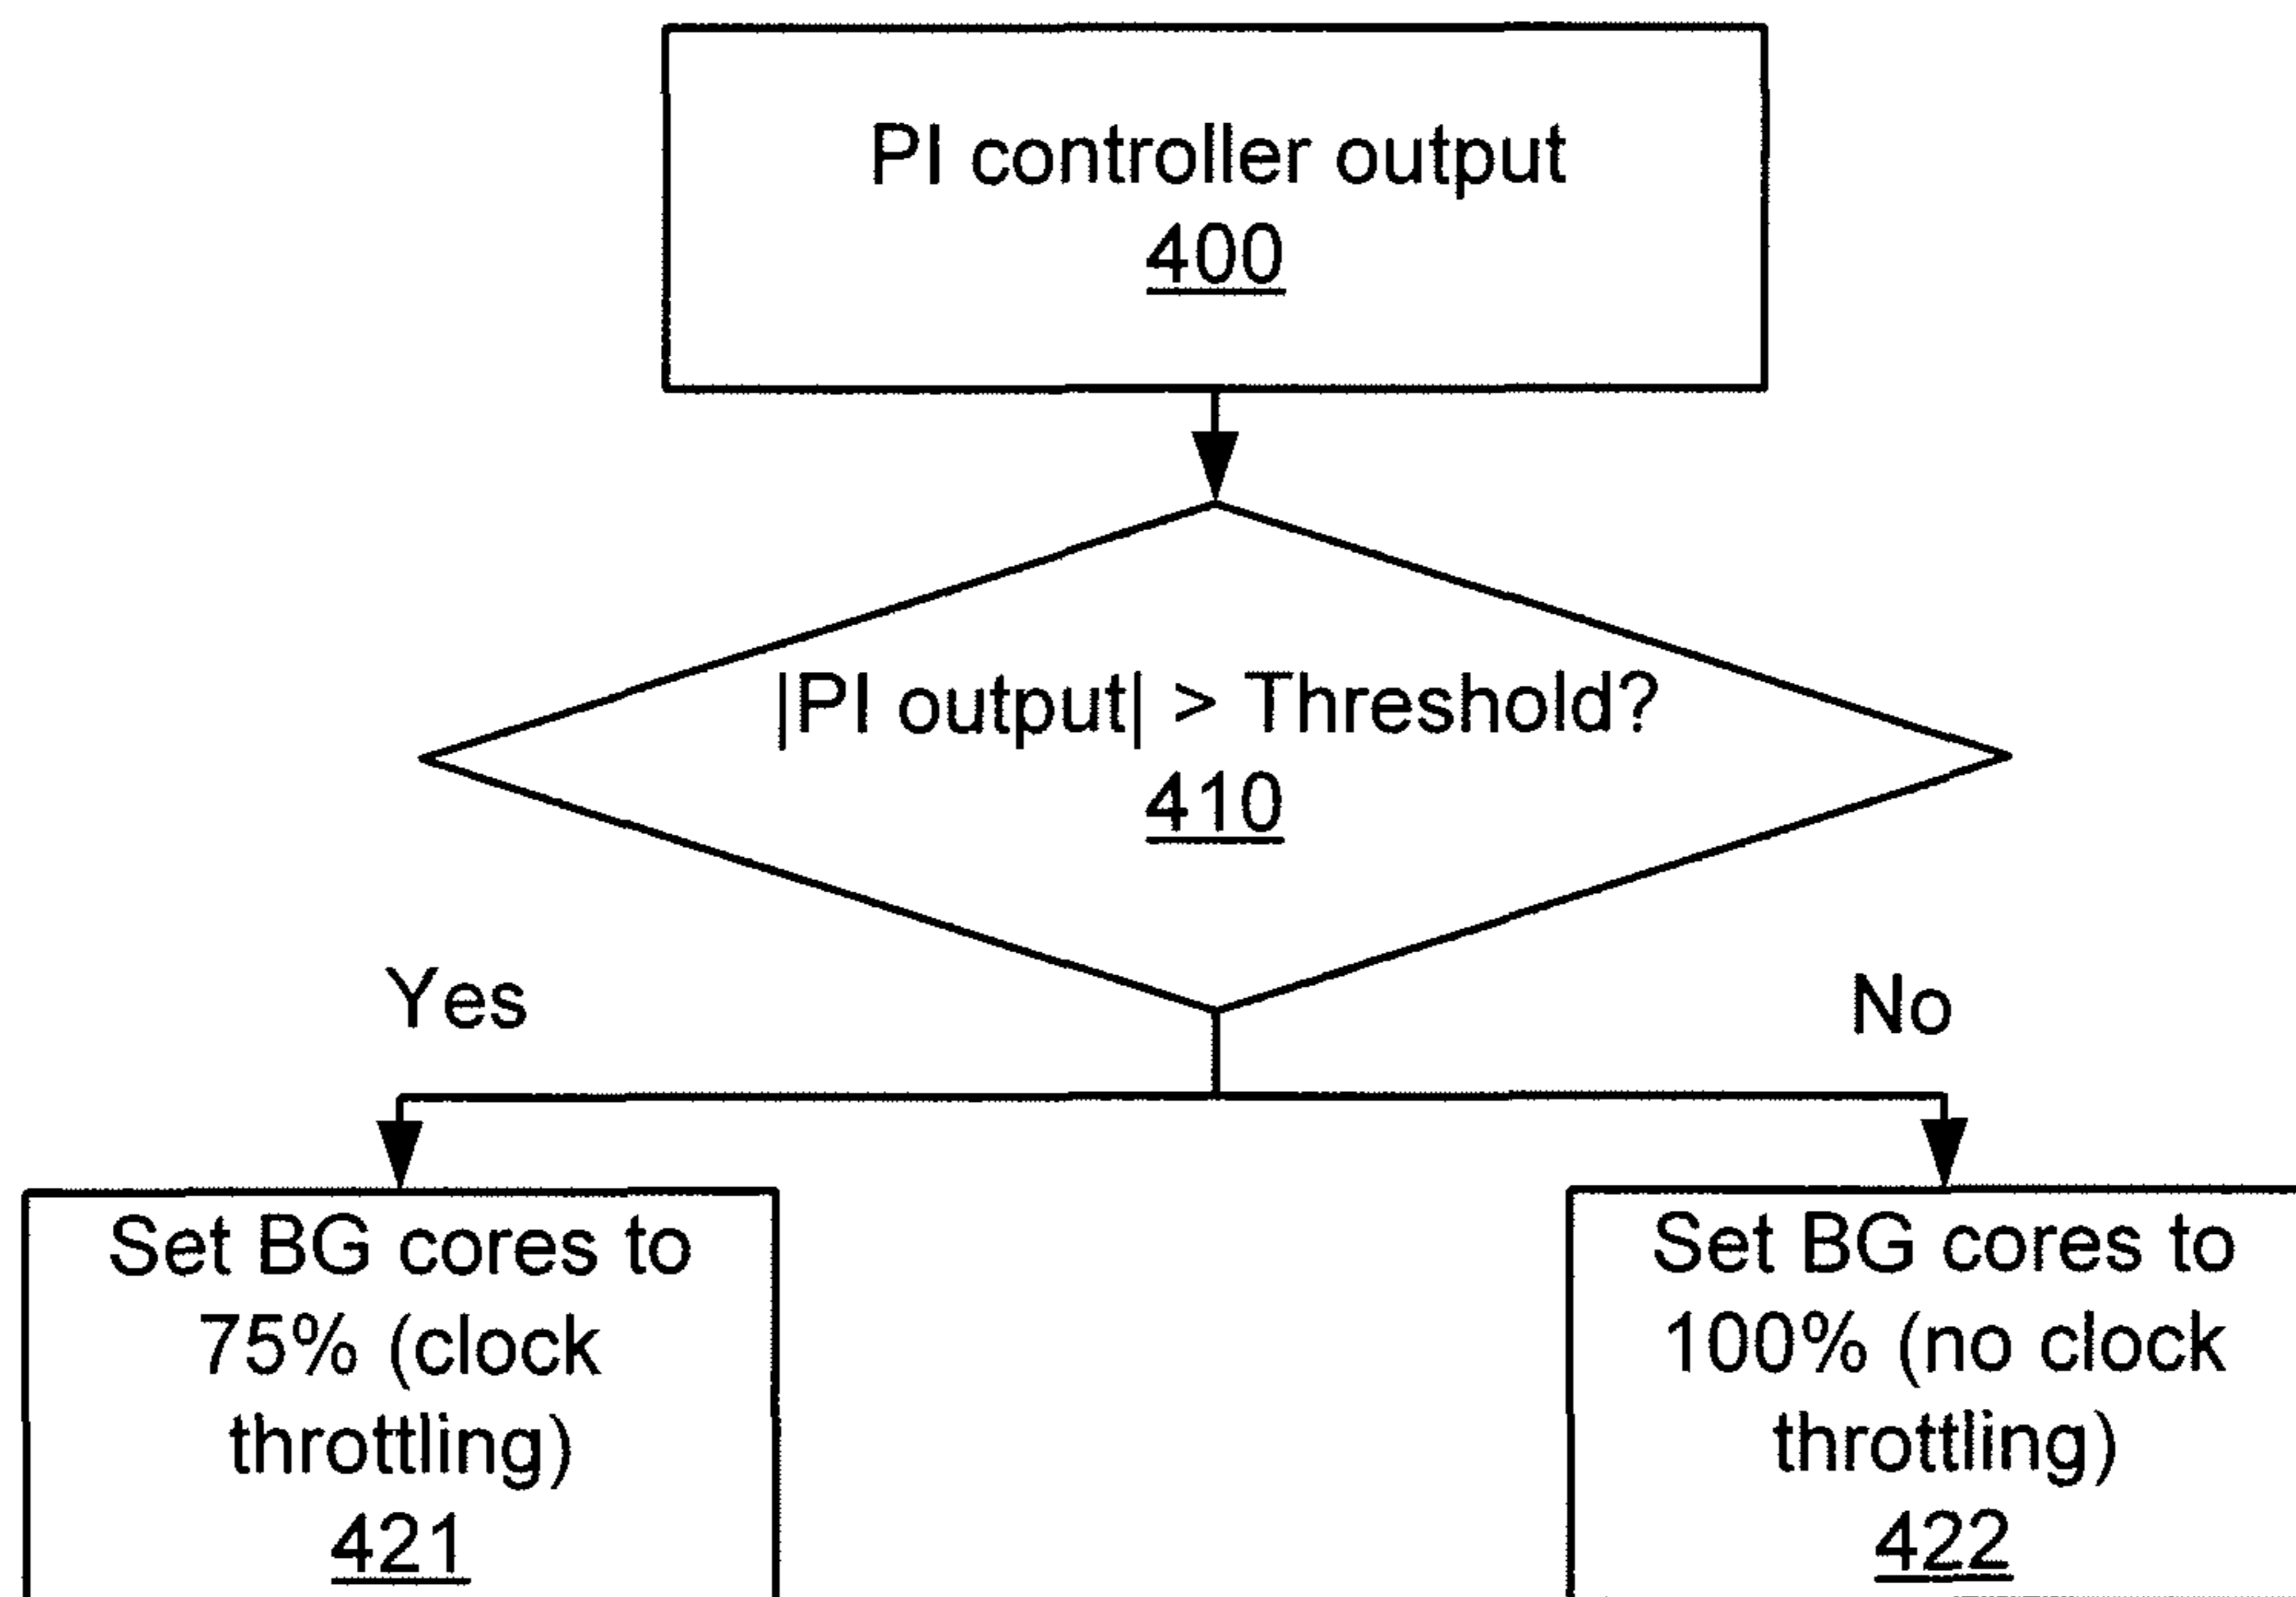 PI controller output
400
|PI output| > Threshold?
410
Yes
No
Set BG cores to
75% (clock
throttling)
421
Set BG cores to
100% (no clock
throttling)
422